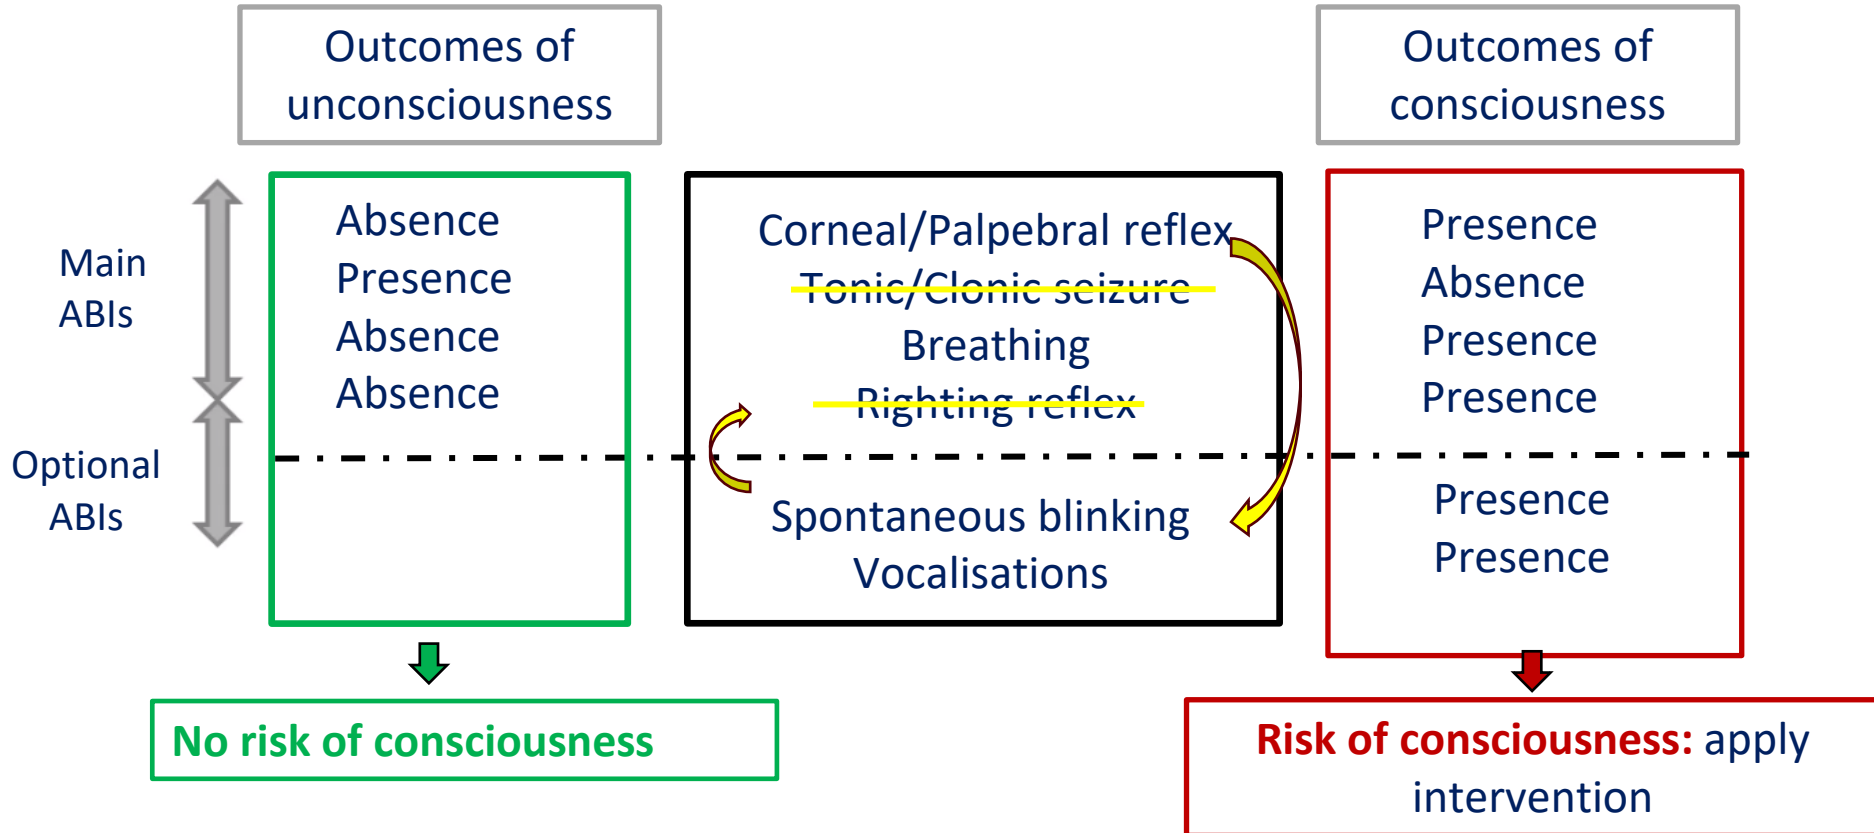 Outcomes of
unconsciousness
Outcomes of
consciousness
Main
ABIs
Optional
ABIs
Absence
Presence
Absence
Absence
Corneal/Palpebral reflex
Tonic/Clonic seizure
Breathing
Righting reflex
Spontaneous blinking
Vocalisations
Presence
Absence
Presence
Presence
Presence
Presence
No risk of consciousness
Risk of consciousness: apply
intervention